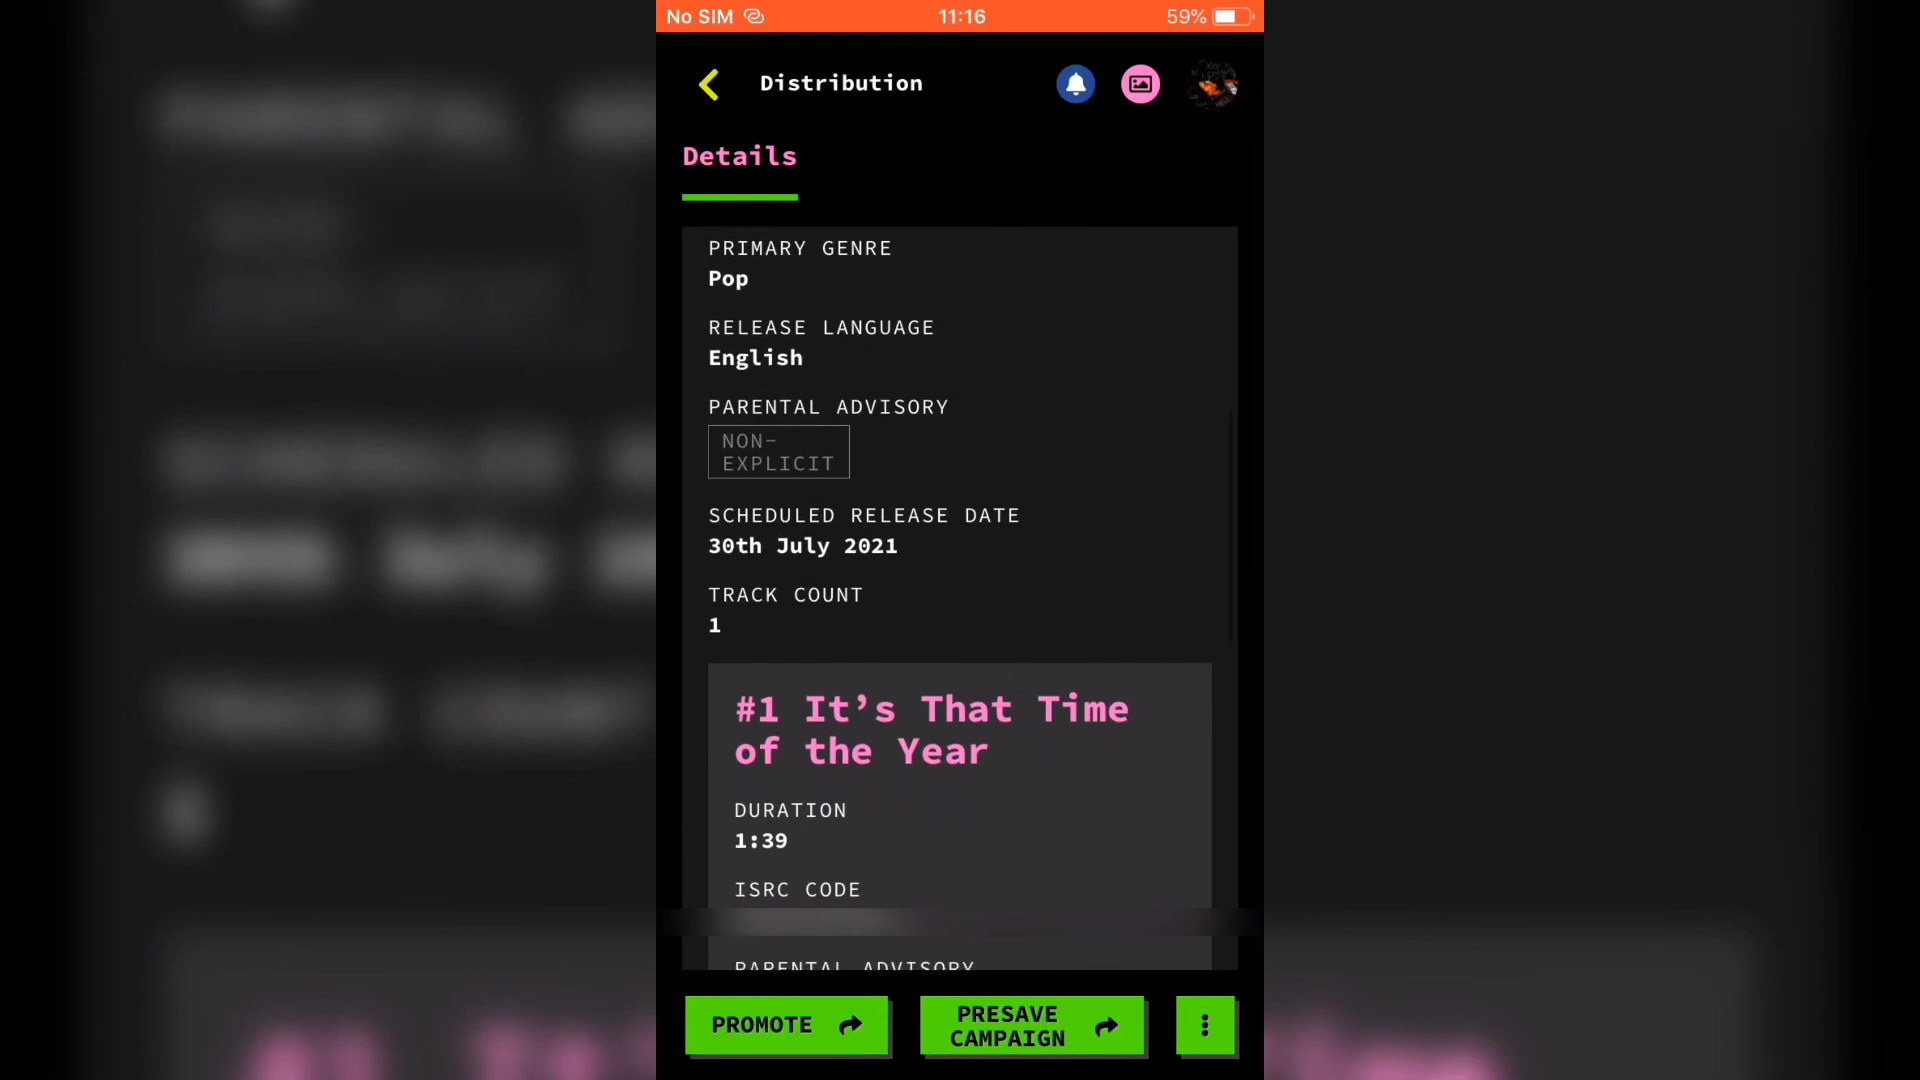 No SIM 11:16 59%
Distribution
Details
PRIMARY GENRE
Pop
RELEASE LANGUAGE
English
PARENTAL ADVISORY
NON-
EXPLICIT
SCHEDULED RELEASE DATE
30th July 2021
TRACK COUNT
1
#1 It’s That Time
of the Year
DURATION
1:39
ISRC CODE
PARENTAL ADVISORY
PROMOTE
PRESAVE
CAMPAIGN